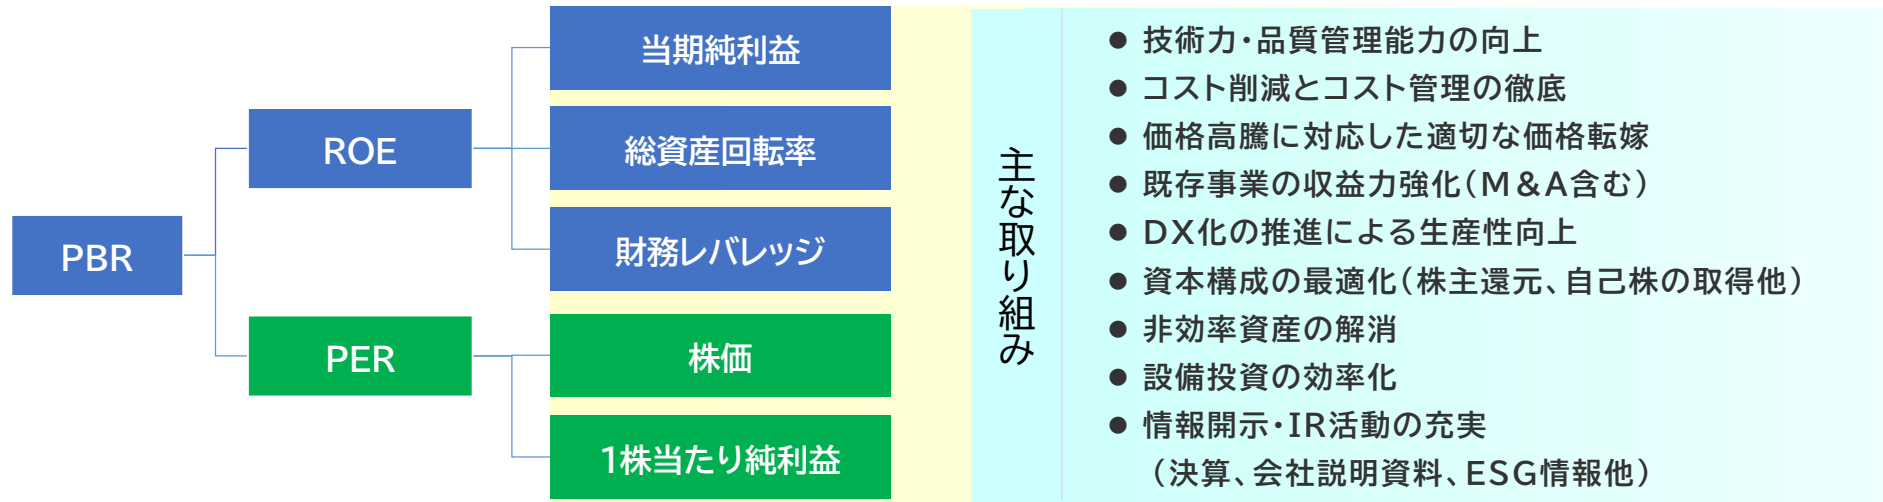 PBR
ROE
PER
当期純利益
総資産回転率
財務レバレッジ
株価
1株当たり純利益
主な取り組み
● 技術力・品質管理能力の向上
● コスト削減とコスト管理の徹底
● 価格高騰に対応した適切な価格転嫁
● 既存事業の収益力強化(M&A含む)
● DX化の推進による生産性向上
● 資本構成の最適化(株主還元、自己株の取得他)
● 非効率資産の解消
● 設備投資の効率化
● 情報開示・IR活動の充実
(決算、会社説明資料、ESG情報他)